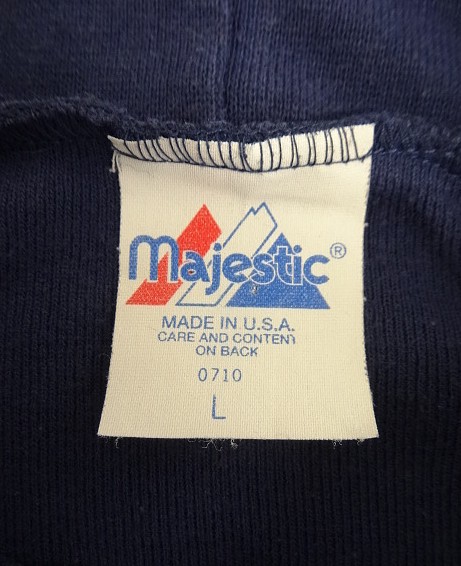 Majestic®
MADE IN U.S.A.
CARE AND CONTENT
ON BACK
0710
L